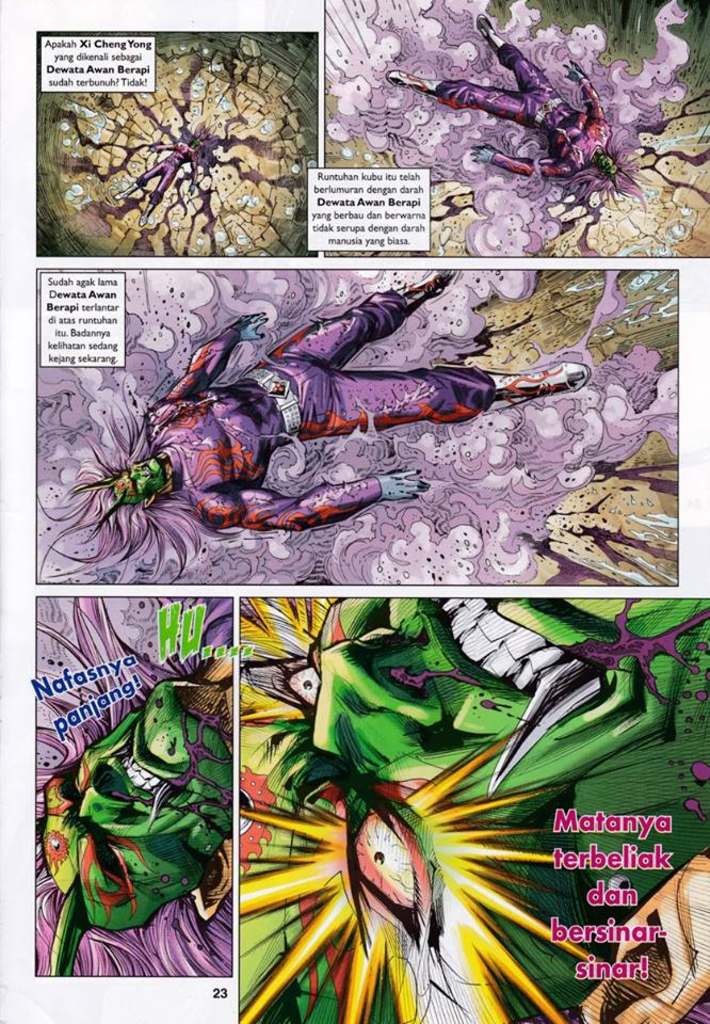 Apakah Xi Cheng Yong
yang dikenali sebagai
Dewata Awan Berapi
sudah terbunuh? Tidak!
Runtuhan kubu itu telah
berlumuran dengan darah
Dewata Awan Berapi
yang berbau dan berwarna
tidak serupa dengan darah
manusia yang biasa.
Sudah agak lama
Dewata Awan
Berapi terlantar
di atas runtuhan
itu. Badannya
kelihatan sedang
kejang sekarang.
HU.....
Nafasnya
panjang!
Matanya
terbeliak
dan
bersinar-
sinar!
23